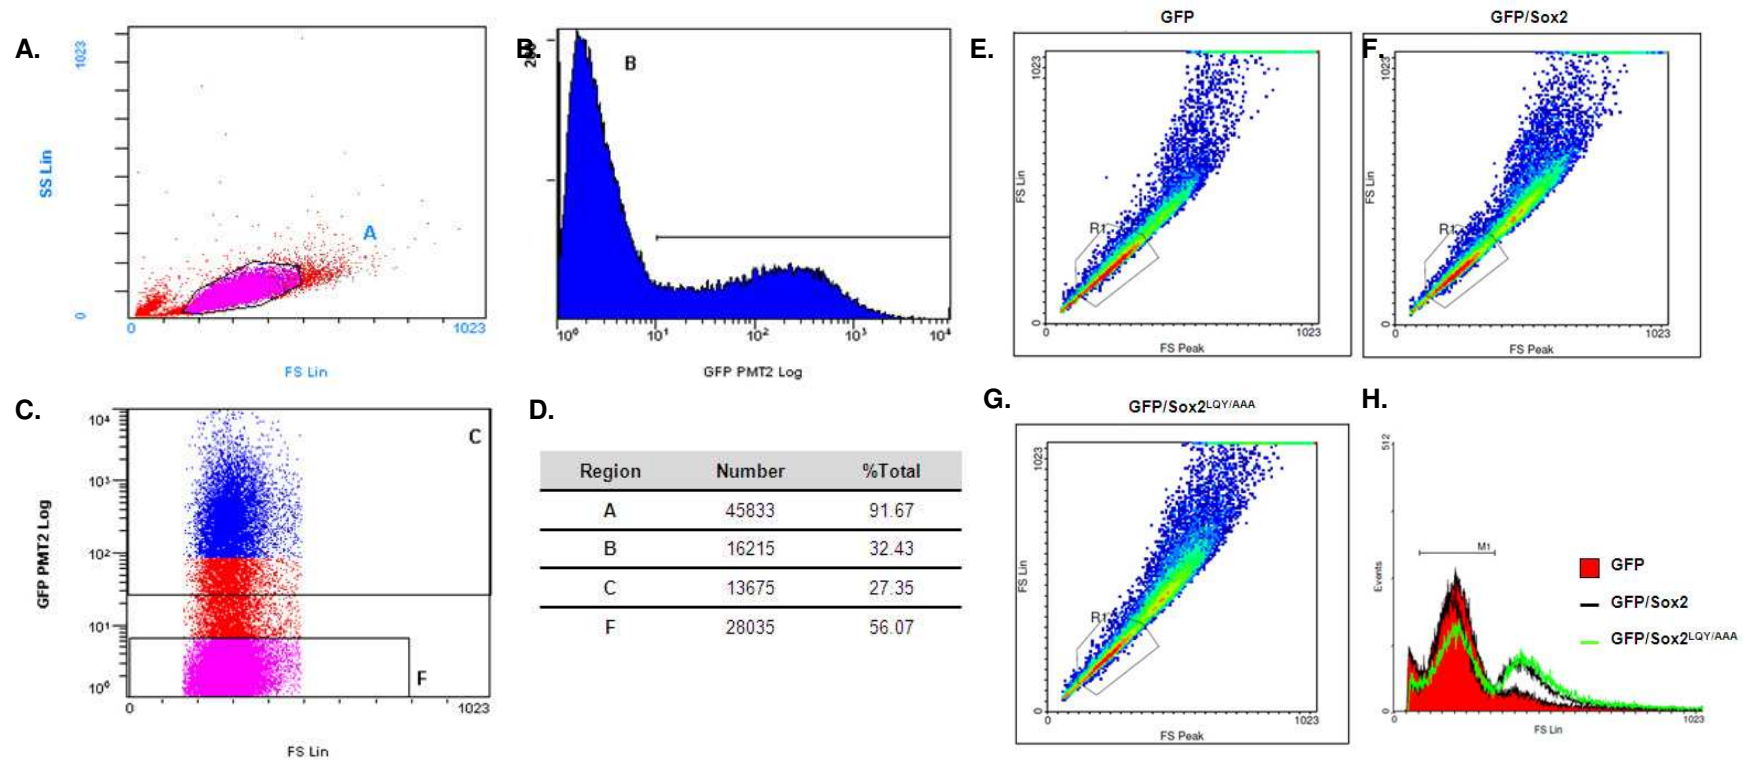 A.
1023
SS Lin
0
A
0
1023
FS Lin
B.
B
10⁰
10¹
10²
10³
10⁴
GFP PMT2 Log
C.
10⁴
10³
10²
10¹
10⁰
GFP PMT2 Log
C
F
0
1023
FS Lin
D.
Region Number %Total
A 45833 91.67
B 16215 32.43
C 13675 27.35
F 28035 56.07
E.
GFP
1023
FS Lin
R1
0
0
1023
FS Peak
F.
GFP/Sox2
1023
FS Lin
R1
0
0
1023
FS Peak
G.
GFP/Sox2LQY/AAA
1023
FS Lin
R1
0
0
1023
FS Peak
H.
512
Events
M1
0
0
1023
FS Lin
GFP
GFP/Sox2
GFP/Sox2LQY/AAA